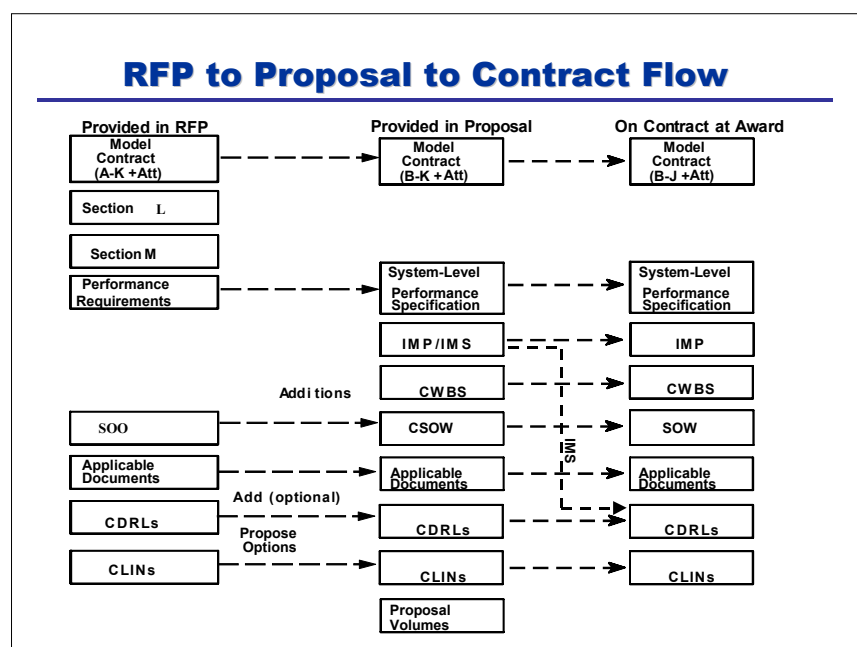 RFP to Proposal to Contract Flow
Provided in RFP
Model
Contract
(A-K +Att)
Section L
Section M
Performance
Requirements
SOO
Applicable
Documents
CDRLs
CLINs
Additions
Add (optional)
Propose
Options
Provided in Proposal
Model
Contract
(B-K +Att)
System-Level
Performance
Specification
IMP/IMS
CWBS
CSOW
Applicable
Documents
CDRLs
CLINs
Proposal
Volumes
IMS
On Contract at Award
Model
Contract
(B-J +Att)
System-Level
Performance
Specification
IMP
CWBS
SOW
Applicable
Documents
CDRLs
CLINs